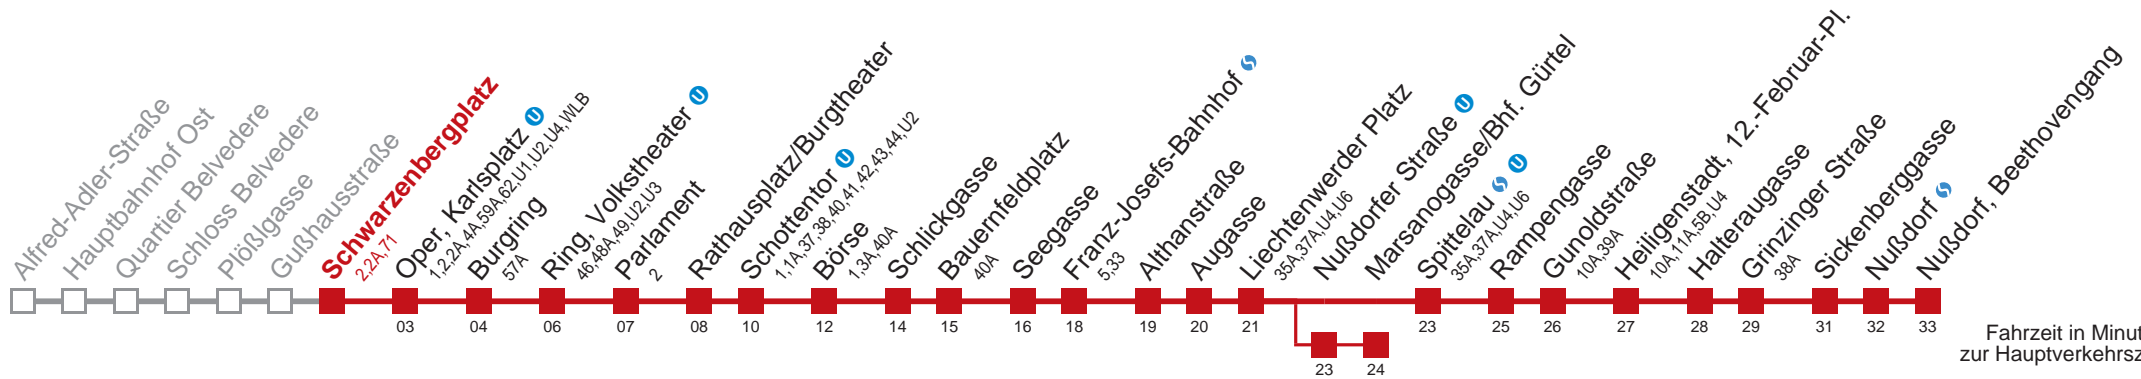 Alfred-Adler-Straße
Hauptbahnhof Ost
Quartier Belvedere
Schloss Belvedere
Plößlgasse
Gußhausstraße
Schwarzenbergplatz
2,2A,71
Oper, Karlsplatz U
1,2,2A,4A,59A,62,U1,U2,U4,WLB
Burgring
57A
Ring, Volkstheater U
46,48A,49,U2,U3
Parlament
2
Rathausplatz/Burgtheater
Schottentor U
1,1A,37,38,40,41,42,43,44,U2
Börse
1,3A,40A
Schlickgasse
Bauernfeldplatz
40A
Seegasse
Franz-Josefs-Bahnhof S
5,33
Althanstraße
Augasse
Liechtenwerder Platz
35A,37A,U4,U6
Nußdorfer Straße U
Marsanogasse/Bhf. Gürtel
Spittelau S U
35A,37A,U4,U6
Rampengasse
Gunoldstraße
10A,39A
Heiligenstadt, 12.-Februar-Pl.
10A,11A,5B,U4
Halteraugasse
Grinzinger Straße
38A
Sickenberggasse
Nußdorf S
Nußdorf, Beethovengang
03 04 06 07 08 10 12 14 15 16 18 19 20 21 23 25 26 27 28 29 31 32 33
23 24
Fahrzeit in Minut
zur Hauptverkehrsz